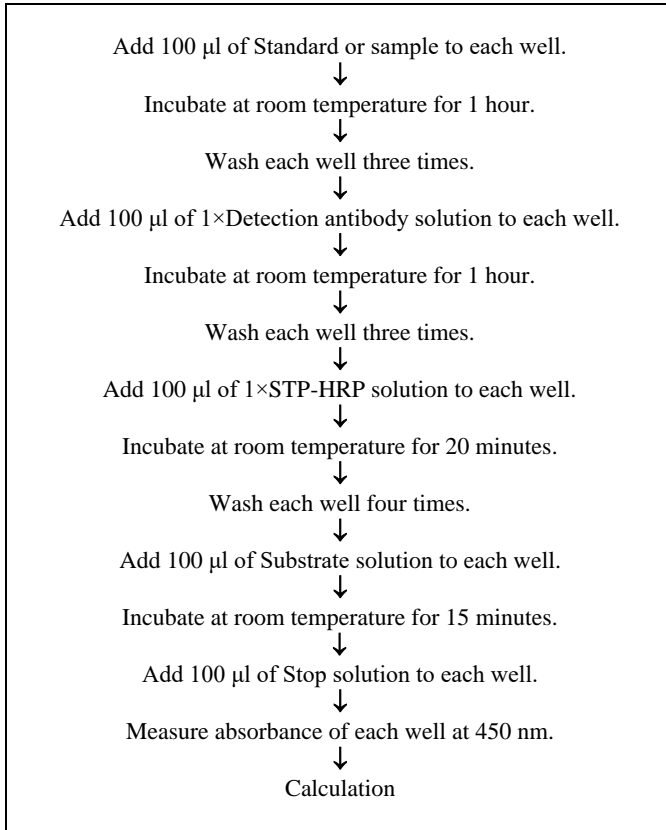 Add 100 μl of Standard or sample to each well.
↓
Incubate at room temperature for 1 hour.
↓
Wash each well three times.
↓
Add 100 μl of 1×Detection antibody solution to each well.
↓
Incubate at room temperature for 1 hour.
↓
Wash each well three times.
↓
Add 100 μl of 1×STP-HRP solution to each well.
↓
Incubate at room temperature for 20 minutes.
↓
Wash each well four times.
↓
Add 100 μl of Substrate solution to each well.
↓
Incubate at room temperature for 15 minutes.
↓
Add 100 μl of Stop solution to each well.
↓
Measure absorbance of each well at 450 nm.
↓
Calculation